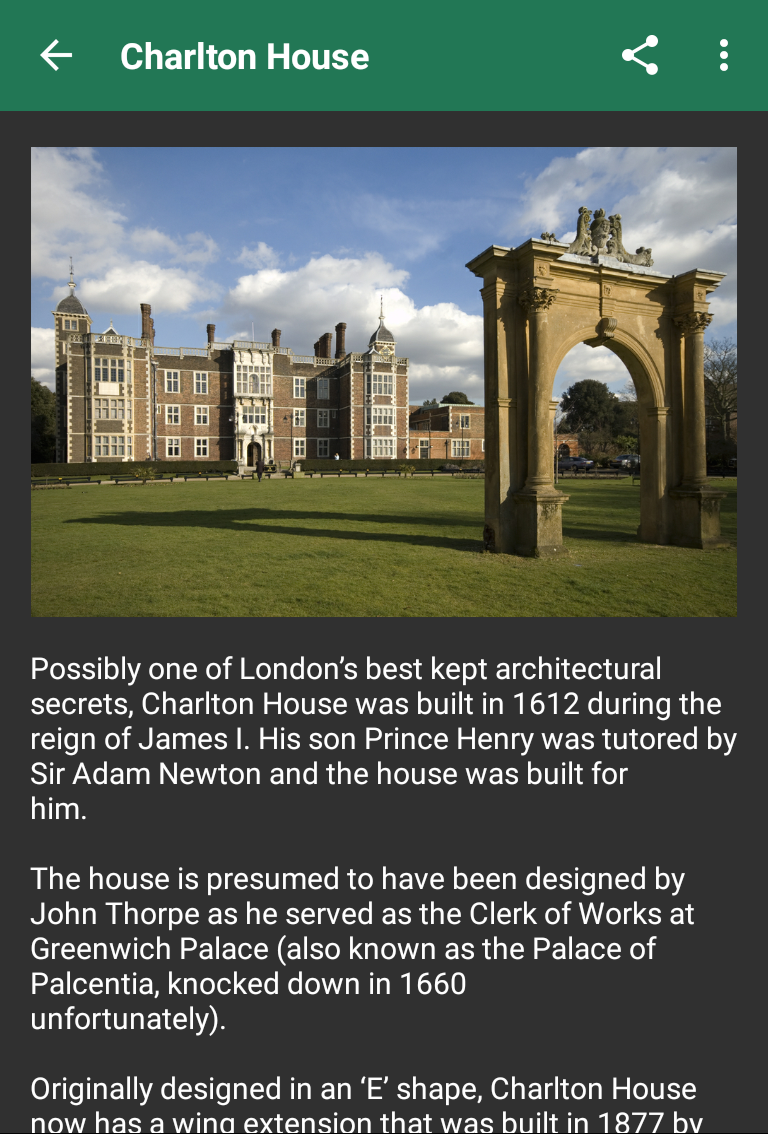 Charlton House
Possibly one of London’s best kept architectural
secrets, Charlton House was built in 1612 during the
reign of James I. His son Prince Henry was tutored by
Sir Adam Newton and the house was built for
him.
The house is presumed to have been designed by
John Thorpe as he served as the Clerk of Works at
Greenwich Palace (also known as the Palace of
Palcentia, knocked down in 1660
unfortunately).
Originally designed in an ‘E’ shape, Charlton House
now has a wing extension that was built in 1877 by